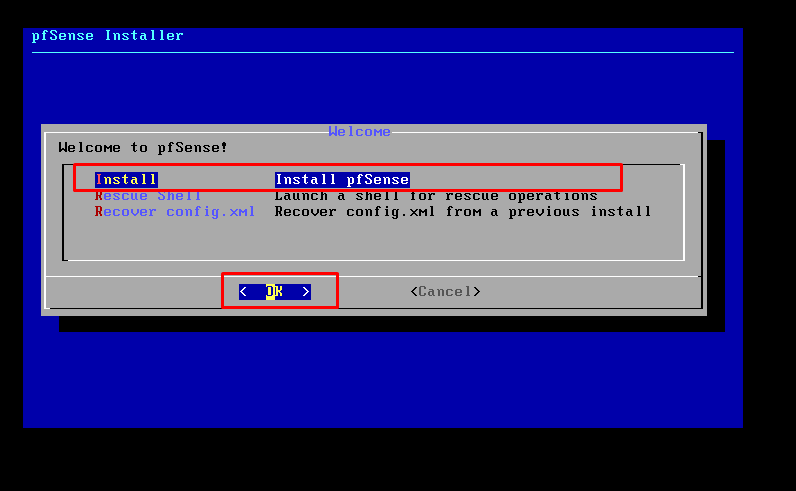 pfSense Installer
Welcome
Welcome to pfSense!
Install Install pfSense
Rescue Shell Launch a shell for rescue operations
Recover config.xml Recover config.xml from a previous install
< OK > <Cancel>